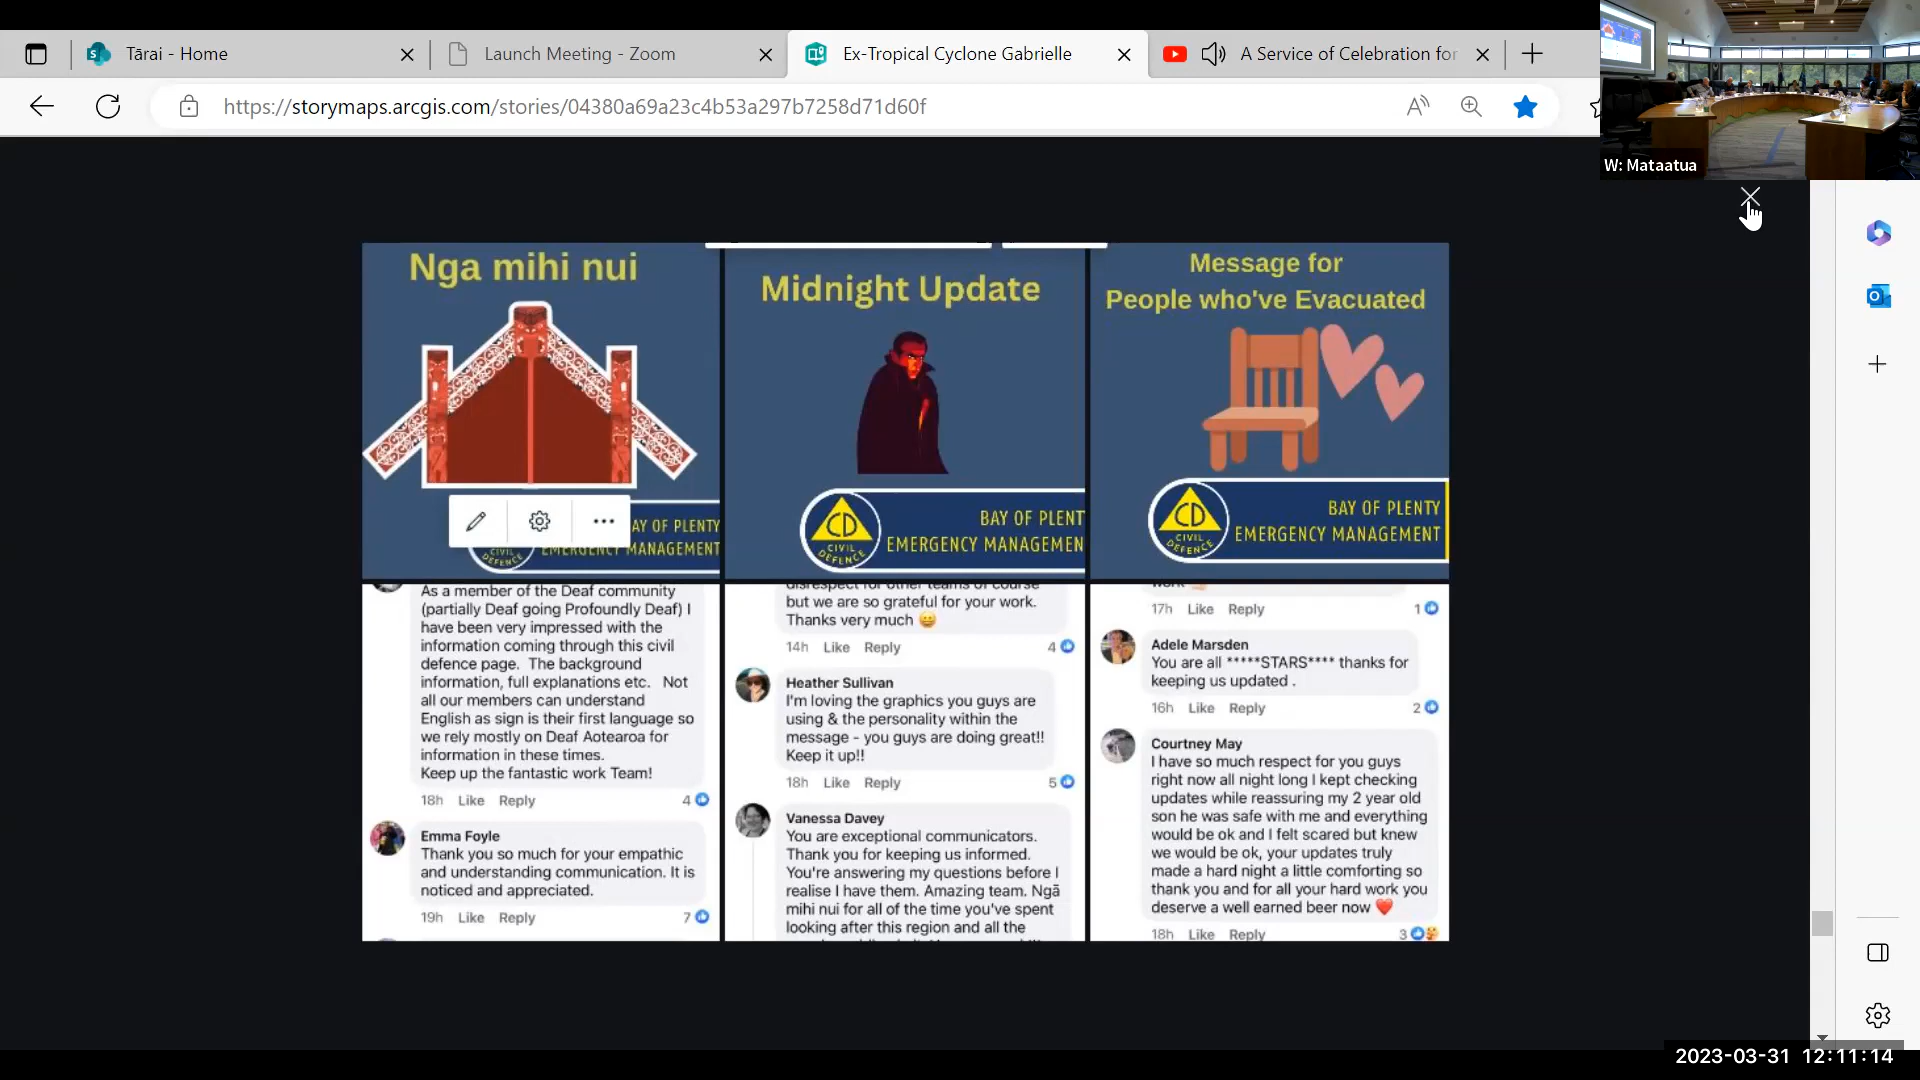 Tārai - Home
Launch Meeting - Zoom
Ex-Tropical Cyclone Gabrielle
A Service of Celebration for
https://storymaps.arcgis.com/stories/04380a69a23c4b53a297b7258d71d60f
W: Mataatua
Nga mihi nui
AY OF PLENTY
EMERGENCY MANAGEMENT
CIVIL
DEFENCE
Midnight Update
CD
CIVIL
DEFENCE
BAY OF PLENT
EMERGENCY MANAGEMEN
Message for
People who've Evacuated
CD
CIVIL
DEFENCE
BAY OF PLENTY
EMERGENCY MANAGEMENT
As a member of the Deaf community
(partially Deaf going Profoundly Deaf) I
have been very impressed with the
information coming through this civil
defence page. The background
information, full explanations etc. Not
all our members can understand
English as sign is their first language so
we rely mostly on Deaf Aotearoa for
information in these times.
Keep up the fantastic work Team!
18h Like Reply 4
Emma Foyle
Thank you so much for your empathic
and understanding communication. It is
noticed and appreciated.
19h Like Reply 7
disrespect for other teams of course
but we are so grateful for your work.
Thanks very much 😄
14h Like Reply 4
Heather Sullivan
I'm loving the graphics you guys are
using & the personality within the
message - you guys are doing great!!
Keep it up!!
18h Like Reply 5
Vanessa Davey
You are exceptional communicators.
Thank you for keeping us informed.
You're answering my questions before I
realise I have them. Amazing team. Ngā
mihi nui for all of the time you've spent
looking after this region and all the
work
17h Like Reply 1
Adele Marsden
You are all *****STARS**** thanks for
keeping us updated .
16h Like Reply 2
Courtney May
I have so much respect for you guys
right now all night long I kept checking
updates while reassuring my 2 year old
son he was safe with me and everything
would be ok and I felt scared but knew
we would be ok, your updates truly
made a hard night a little comforting so
thank you and for all your hard work you
deserve a well earned beer now ❤️
18h Like Reply 3
2023-03-31 12:11:14